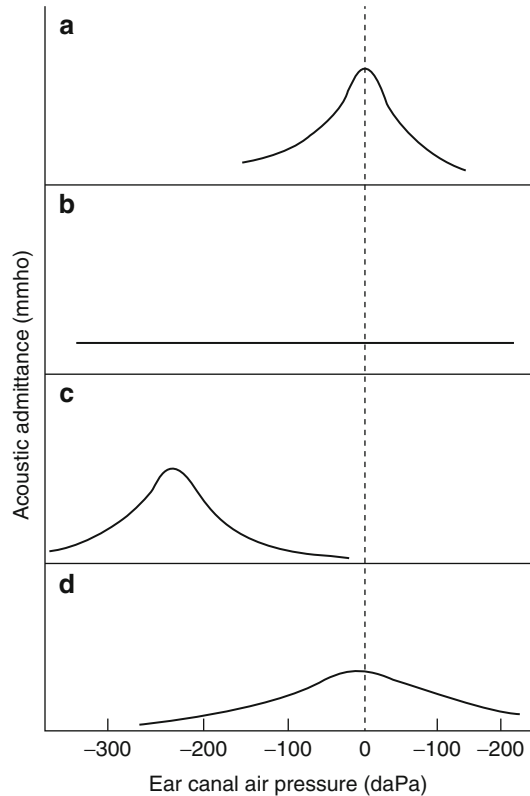 a
b
c
d
Acoustic admittance (mmho)
–300 –200 –100 0 –100 –200
Ear canal air pressure (daPa)